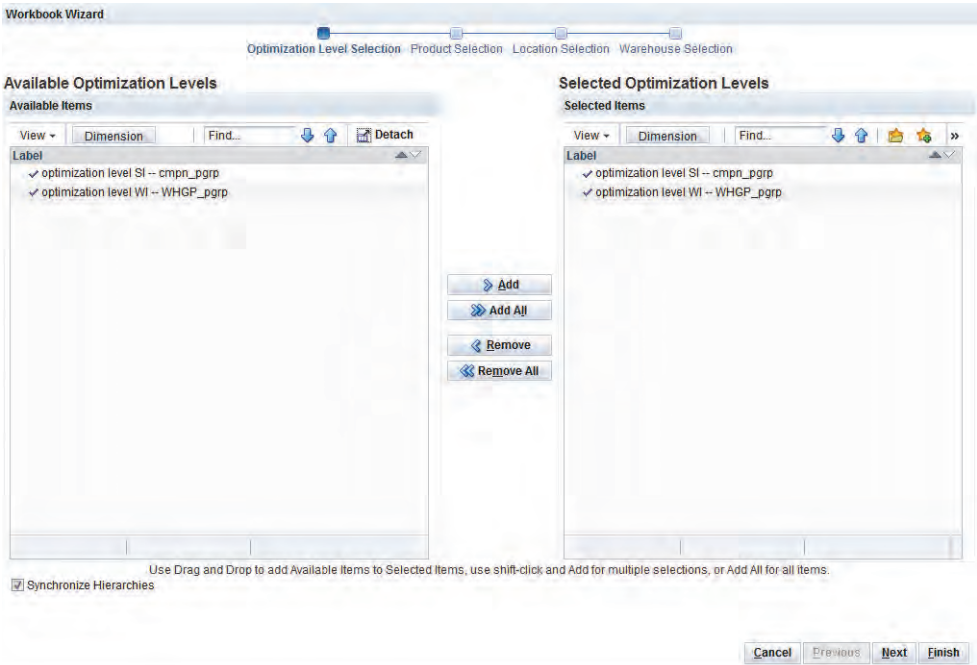 Workbook Wizard
Optimization Level Selection Product Selection Location Selection Warehouse Selection
Available Optimization Levels
Available Items
View Dimension Find... Detach
Label
optimization level SI -- cmpn_pgrp
optimization level WI -- WHGP_pgrp
Add
Add All
Remove
Remove All
Selected Optimization Levels
Selected Items
View Dimension Find... »
Label
optimization level SI -- cmpn_pgrp
optimization level WI -- WHGP_pgrp
Use Drag and Drop to add Available Items to Selected Items, use shift-click and Add for multiple selections, or Add All for all items.
Synchronize Hierarchies
Cancel Previous Next Finish